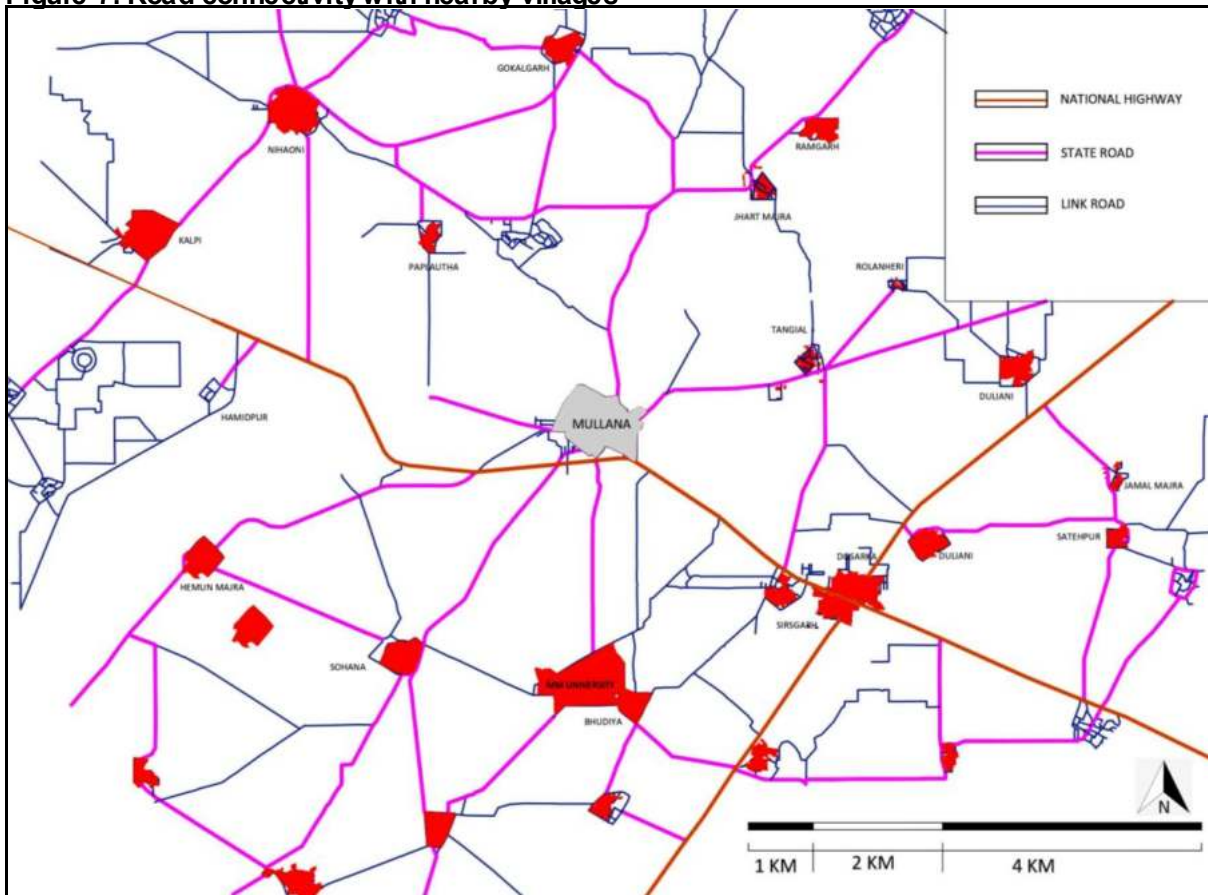 Figure 7: Road connectivity with nearby villages
GOKALGARH
NATIONAL HIGHWAY
NIHAONI
RAMGARH
STATE ROAD
JHART MAJRA
LINK ROAD
KALPI
PAPLAUTHA
ROLANHERI
TANGIAL
DULIANI
HAMIDPUR
MULLANA
JAMAL MAJRA
SATEHPUR
DULIANI
HEMUN MAJRA
SIRSGARH
SOHANA
UNIVERSITY
BHUDIYA
N
1 KM
2 KM
4 KM